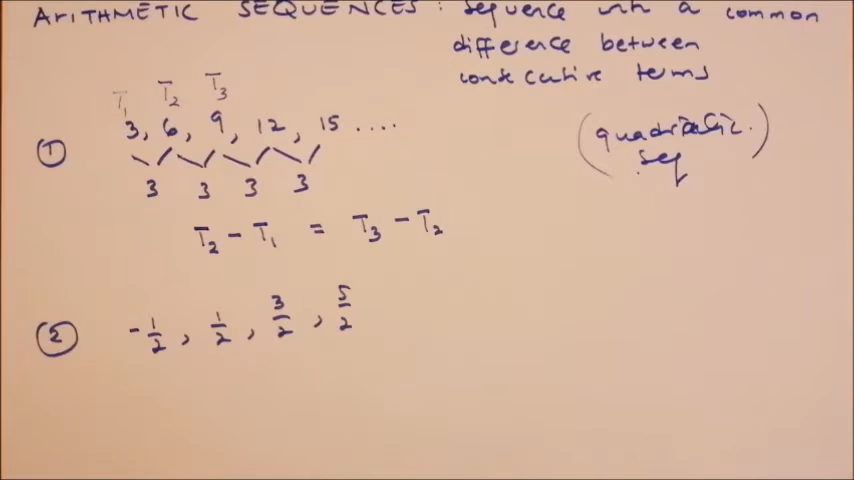 ARITHMETIC SEQUENCES: sequence with a common
difference between
consecutive terms
T₁ T₂ T₃
① 3, 6, 9, 12, 15 ....
3 3 3 3
(quadratic.
seq)
T₂ - T₁ = T₃ - T₂
② -1/2, 1/2, 3/2, 5/2